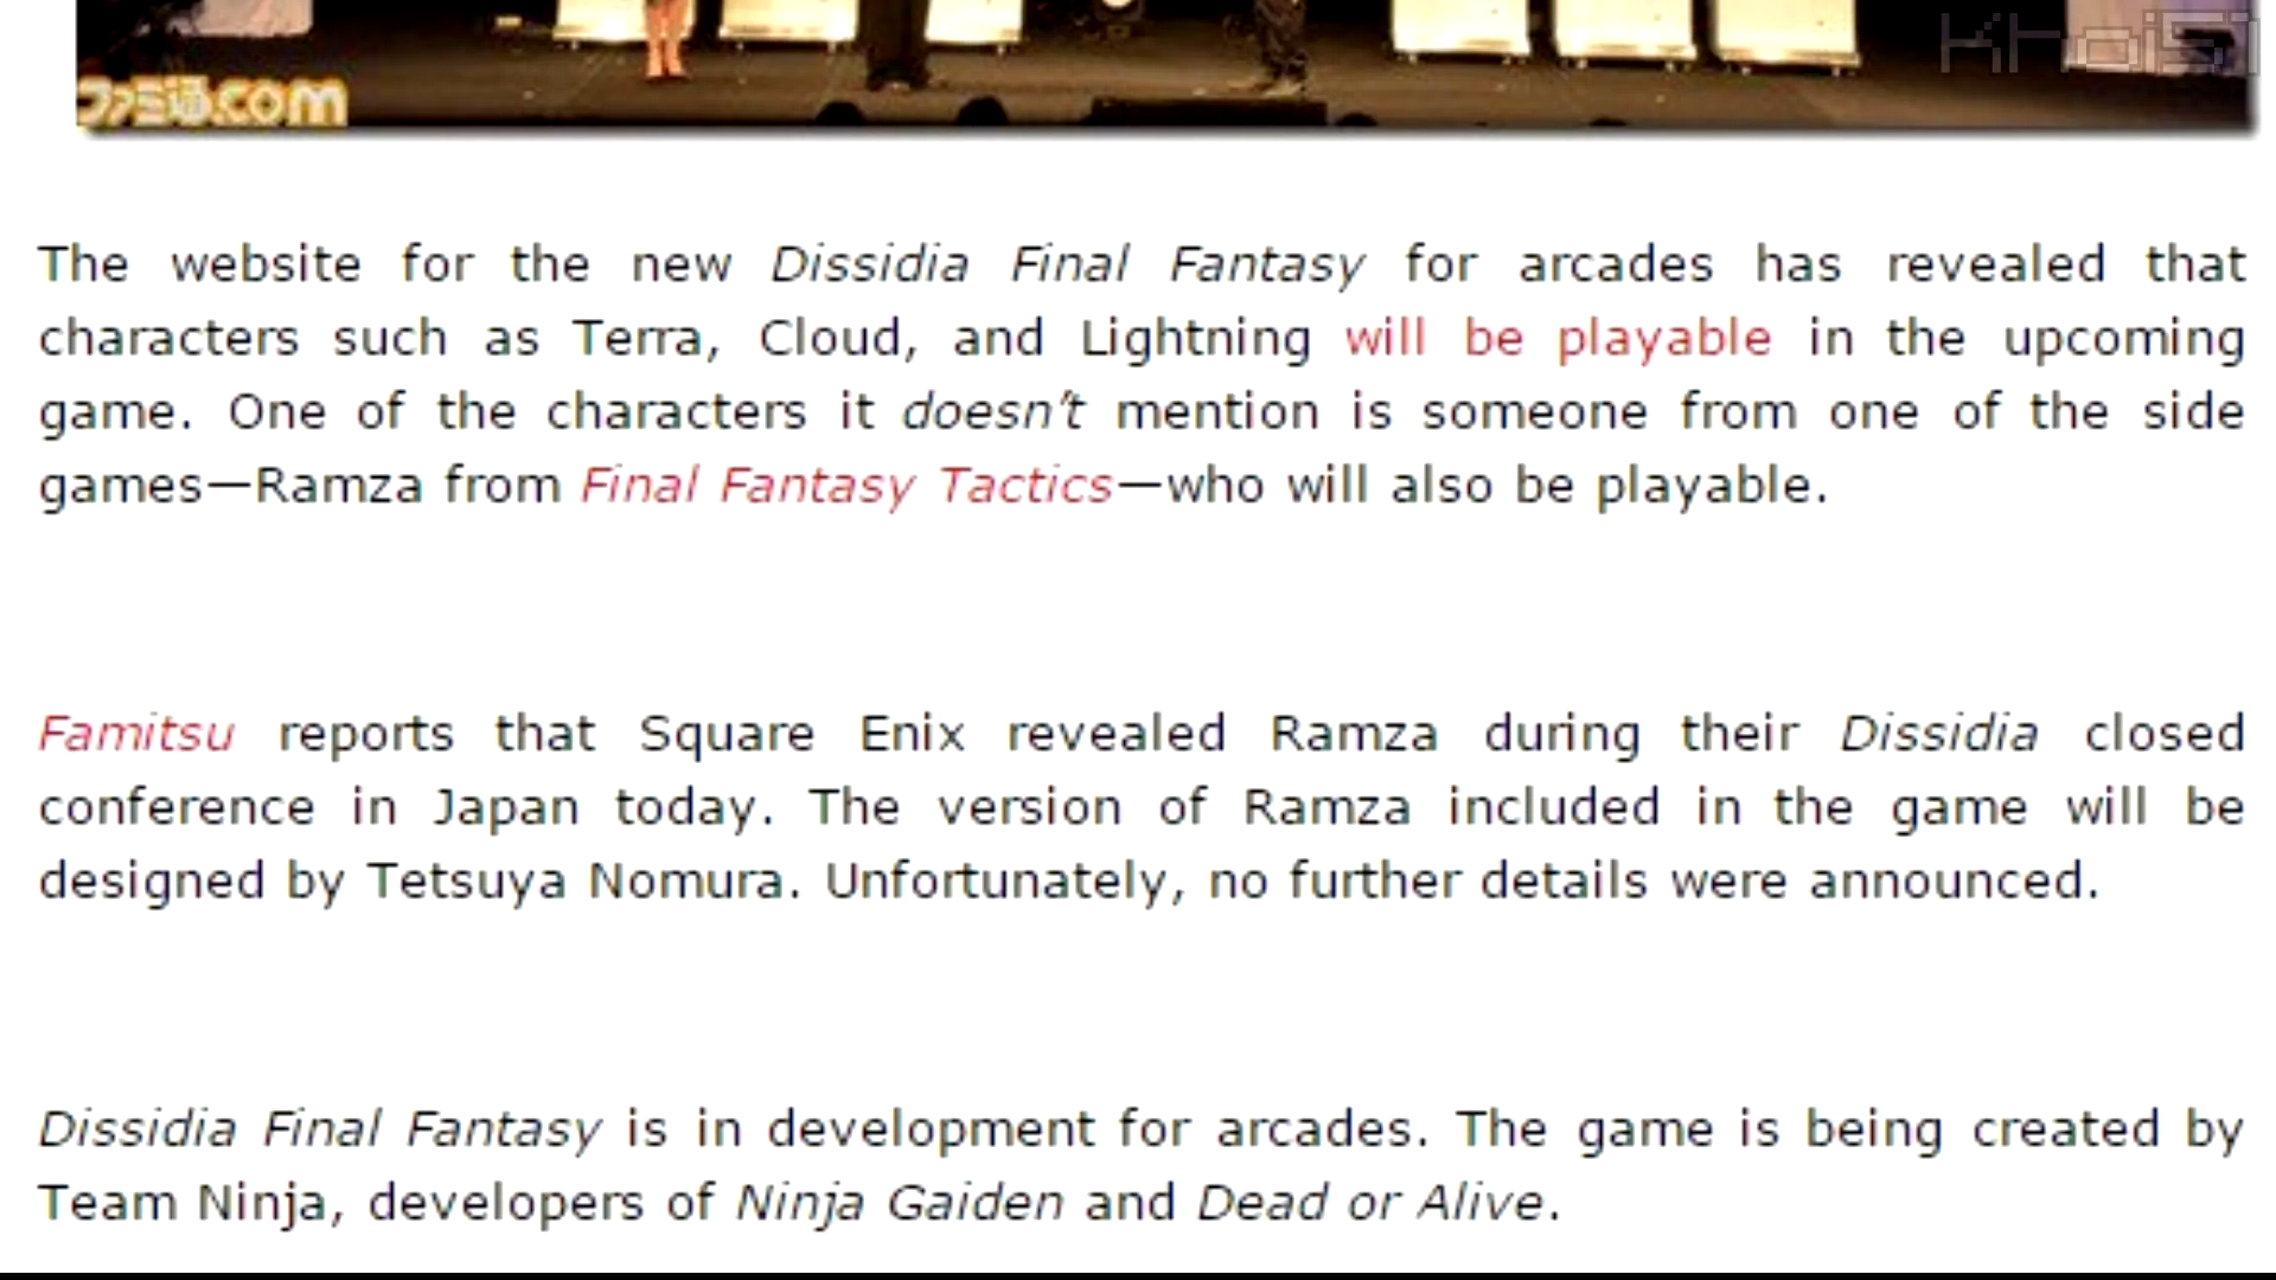 KHai5
ファミ通.com
The website for the new Dissidia Final Fantasy for arcades has revealed that
characters such as Terra, Cloud, and Lightning will be playable in the upcoming
game. One of the characters it doesn't mention is someone from one of the side
games—Ramza from Final Fantasy Tactics—who will also be playable.
Famitsu reports that Square Enix revealed Ramza during their Dissidia closed
conference in Japan today. The version of Ramza included in the game will be
designed by Tetsuya Nomura. Unfortunately, no further details were announced.
Dissidia Final Fantasy is in development for arcades. The game is being created by
Team Ninja, developers of Ninja Gaiden and Dead or Alive.